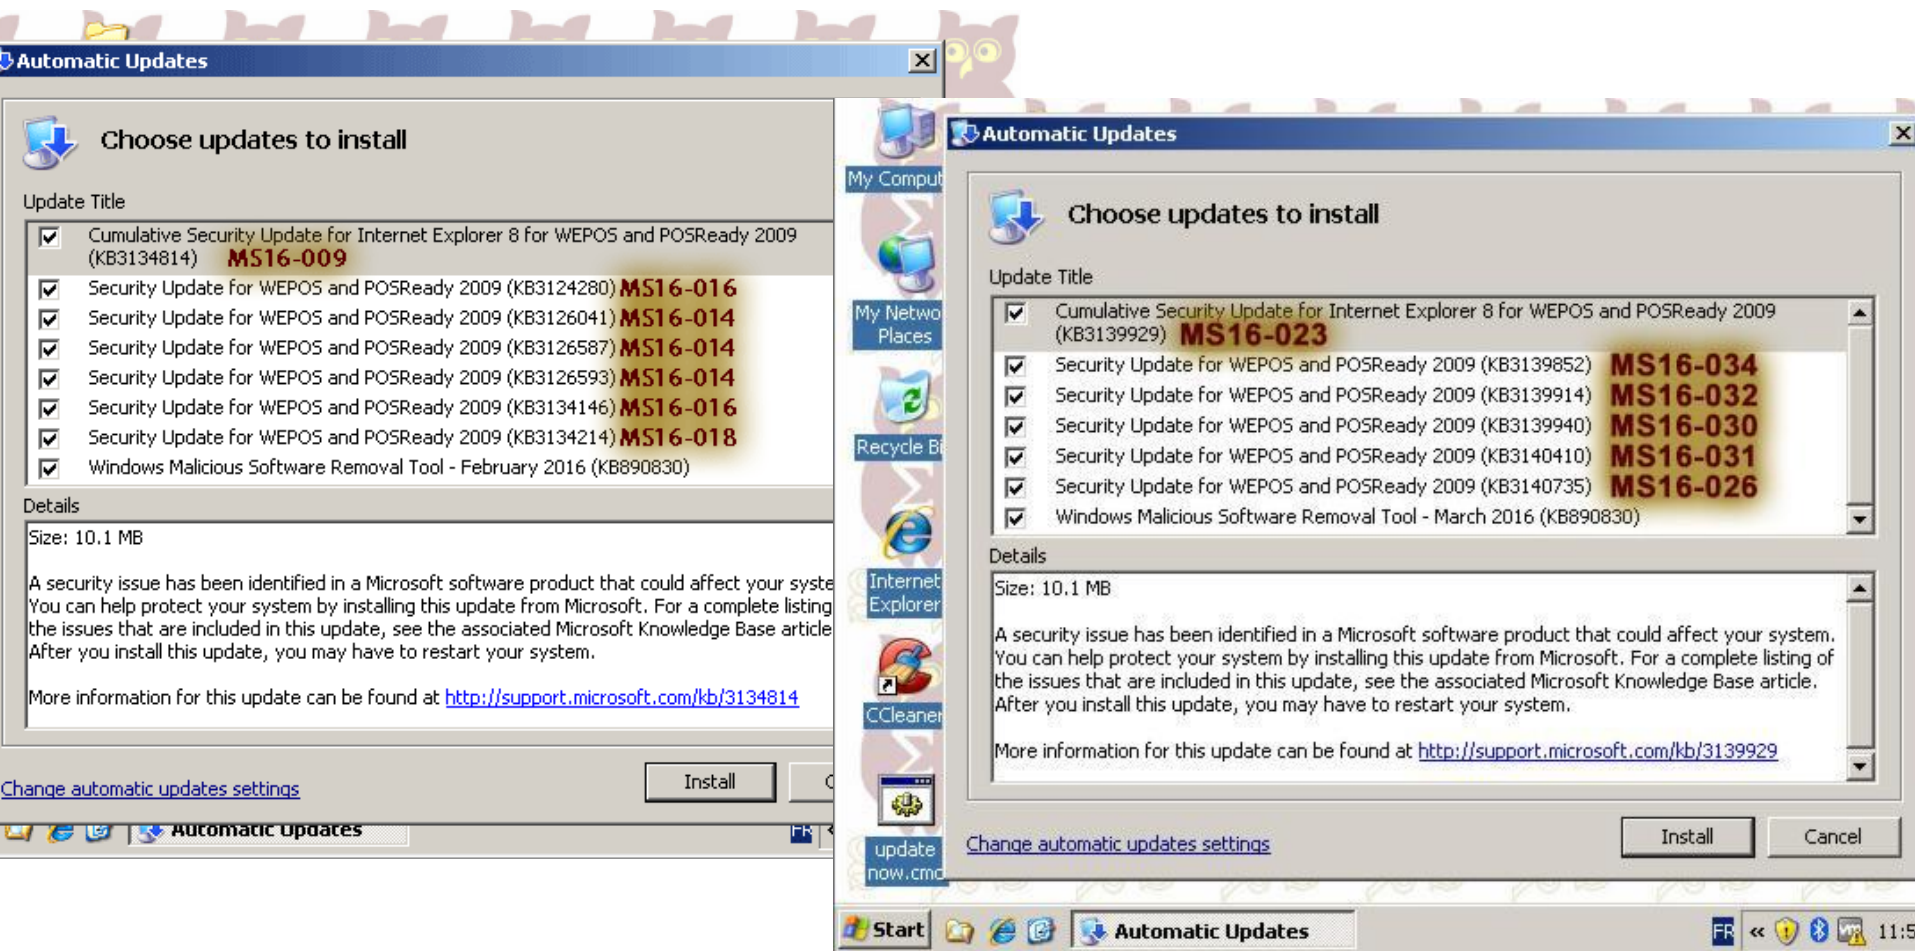 Automatic Updates
Choose updates to install
Update Title
Cumulative Security Update for Internet Explorer 8 for WEPOS and POSReady 2009
(KB3134814) MS16-009
Security Update for WEPOS and POSReady 2009 (KB3124280) MS16-016
Security Update for WEPOS and POSReady 2009 (KB3126041) MS16-014
Security Update for WEPOS and POSReady 2009 (KB3126587) MS16-014
Security Update for WEPOS and POSReady 2009 (KB3126593) MS16-014
Security Update for WEPOS and POSReady 2009 (KB3134146) MS16-016
Security Update for WEPOS and POSReady 2009 (KB3134214) MS16-018
Windows Malicious Software Removal Tool - February 2016 (KB890830)
Details
Size: 10.1 MB
A security issue has been identified in a Microsoft software product that could affect your syste
You can help protect your system by installing this update from Microsoft. For a complete listing
the issues that are included in this update, see the associated Microsoft Knowledge Base article
After you install this update, you may have to restart your system.
More information for this update can be found at http://support.microsoft.com/kb/3134814
Change automatic updates settings
Install
Automatic Updates
FR
My Comput
My Netwo
Places
Recycle Bi
Internet
Explorer
CCleaner
update
now.cmd
Automatic Updates
Choose updates to install
Update Title
Cumulative Security Update for Internet Explorer 8 for WEPOS and POSReady 2009
(KB3139929) MS16-023
Security Update for WEPOS and POSReady 2009 (KB3139852) MS16-034
Security Update for WEPOS and POSReady 2009 (KB3139914) MS16-032
Security Update for WEPOS and POSReady 2009 (KB3139940) MS16-030
Security Update for WEPOS and POSReady 2009 (KB3140410) MS16-031
Security Update for WEPOS and POSReady 2009 (KB3140735) MS16-026
Windows Malicious Software Removal Tool - March 2016 (KB890830)
Details
Size: 10.1 MB
A security issue has been identified in a Microsoft software product that could affect your system.
You can help protect your system by installing this update from Microsoft. For a complete listing of
the issues that are included in this update, see the associated Microsoft Knowledge Base article.
After you install this update, you may have to restart your system.
More information for this update can be found at http://support.microsoft.com/kb/3139929
Change automatic updates settings
Install
Cancel
Start
Automatic Updates
FR
«
11:5